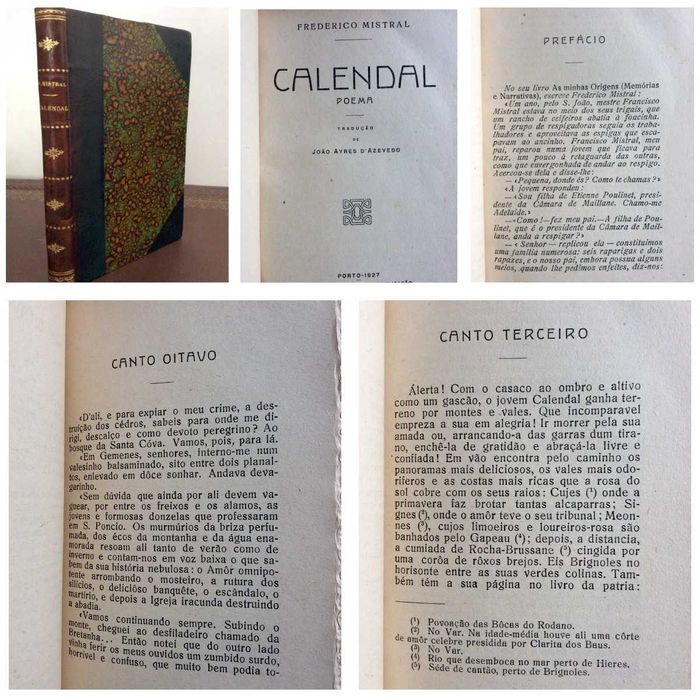 MISTRAL
CALENDAL
FREDERICO MISTRAL
CALENDAL
POEMA
TRADUÇÃO
DE
JOÃO AYRES D'AZEVEDO
PORTO-1927
PREFÁCIO
No seu livro As minhas Origens (Memórias
e Narrativas), escreve Frederico Mistral :
«Um ano, pelo S. João, mestre Francisco
Mistral estava no meio dos seus trigais, que
um rancho de ceifeiros abatia à foucinha.
Um grupo de respigadoras seguia os traba-
lhadores e aproveitava as espigas que esca-
param ao ancinho. Francisco Mistral, meu
pai, reparou numa jovem que ficava para
traz, um pouco à retaguarda das outras,
como que envergonhada de andar ao respigo.
Acercou-se dela e disse-lhe:
— «Pequena, donde és? Como te chamas?»
«A jovem respondeu :
— «Sou filha de Etienne Poulinet, presi-
dente da Câmara de Maillane. Chamo-me
Adelaïde.»
— «Como !—fez meu pai.—A filha de Pou-
linet, que é o presidente da Câmara de Mail-
lane, anda a respigar ?»
— « Senhor — replicou ela — constituimos
uma família numerosa: seis raparigas e dois
rapazes, e o nosso pai, embora possua alguns
meios, quando lhe pedimos enfeites, diz-nos:
CANTO OITAVO
«D'ali, e para expiar o meu crime, a des-
truição dos cédros, sabeis para onde me di-
rigi, descalço e como devoto peregrino? Ao
bosque da Santa Cóva. Vamos, pois, para lá.
«Em Gemenes, senhores, interno-me num
valesinho balsaminado, sito entre dois planal-
tos, enlevado em dôce sonhar. Andava deva-
garinho.
«Sem dúvida que ainda por ali devem va-
guear, por entre os freixos e os alamos, as
jovens e formosas donzelas que professaram
em S. Poncio. Os murmúrios da briza perfu-
mada, dos écos da montanha e da água ena-
morada resoam ali tanto de verão como de
inverno e contam-nos em voz baixa o que sa-
bem da sua história nebulosa : o Amôr omnipo-
tente arrombando o mosteiro, a rutura dos
silícios, o delicioso banquête, o escândalo, o
martírio, e depois a Igreja iracunda destruindo
a abadia.
«Vamos continuando sempre. Subindo o
monte, cheguei ao desfiladeiro chamado da
Bretanha... Então notei que do outro lado
vinha ferir os meus ouvidos um zumbido surdo,
horrível e confuso, que muito bem podia to-
CANTO TERCEIRO
Álerta! Com o casaco ao ombro e altivo
como um gascão, o jovem Calendal ganha ter-
reno por montes e vales. Que incomparavel
empreza a sua em alegria! Ir morrer pela sua
amada ou, arrancando-a das garras dum tira-
no, enchê-la de gratidão e abraçá-la livre e
confiada! Em vão encontra pelo caminho os
panoramas mais deliciosos, os vales mais odo-
ríferos e as costas mais ricas que a rosa do
sol cobre com os seus raios : Cujes (¹) onde a
primavera faz brotar tantas alcaparras; Si-
gnes (²), onde o amôr teve o seu tribunal ; Meon-
nes (³), cujos limoeiros e loureiros-rosa são
banhados pelo Gapeau (⁴); depois, a distancia,
a cumiada de Rocha-Brussane (⁵) cingida por
uma corôa de rôxos brejos. Eis Brignoles no
horisonte entre as suas verdes colinas. Tam-
bém têm a sua página no livro da patria :
(¹) Povoação das Bôcas do Rodano.
(²) No Var. Na idade-média houve ali uma côrte
de amôr celebre presidida por Clarita dos Baus.
(³) No Var.
(⁴) Rio que desemboca no mar perto de Hieres.
(⁵) Séde de cantão, perto de Brignoles.